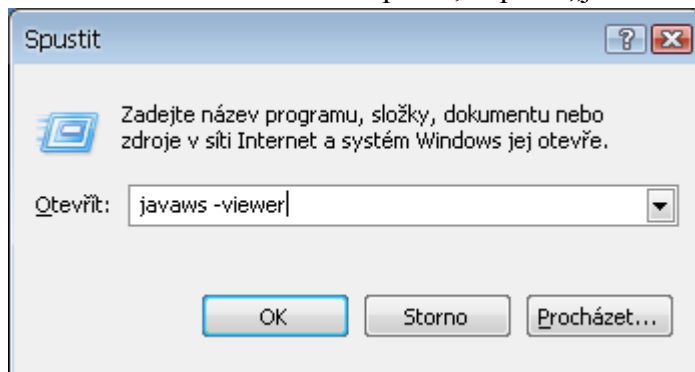 Spustit
Zadejte název programu, složky, dokumentu nebo
zdroje v síti Internet a systém Windows jej otevře.
Otevřít: javaws -viewer
OK Storno Procházet...